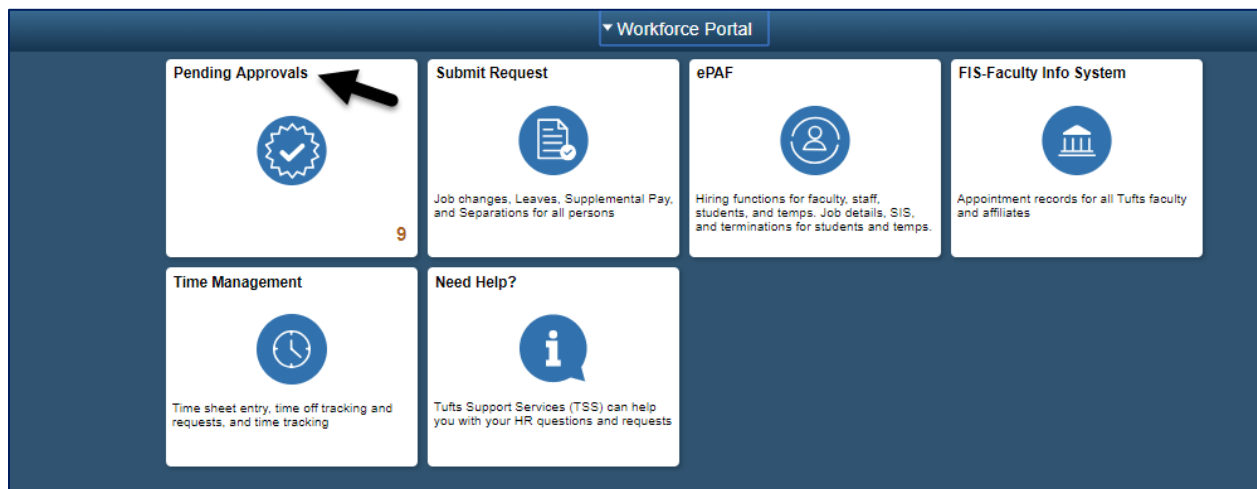 Workforce Portal
Pending Approvals
9
Submit Request
Job changes, Leaves, Supplemental Pay,
and Separations for all persons
ePAF
Hiring functions for faculty, staff,
students, and temps. Job details, SIS,
and terminations for students and temps.
FIS-Faculty Info System
Appointment records for all Tufts faculty
and affiliates
Time Management
Time sheet entry, time off tracking and
requests, and time tracking
Need Help?
Tufts Support Services (TSS) can help
you with your HR questions and requests